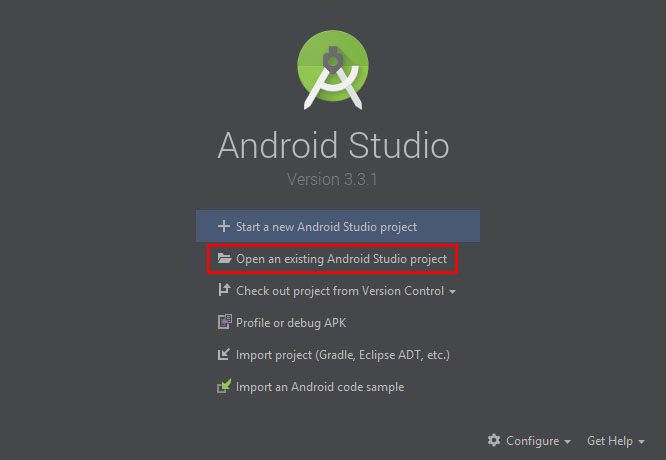 Android Studio
Version 3.3.1
Start a new Android Studio project
Open an existing Android Studio project
Check out project from Version Control
Profile or debug APK
Import project (Gradle, Eclipse ADT, etc.)
Import an Android code sample
Configure Get Help